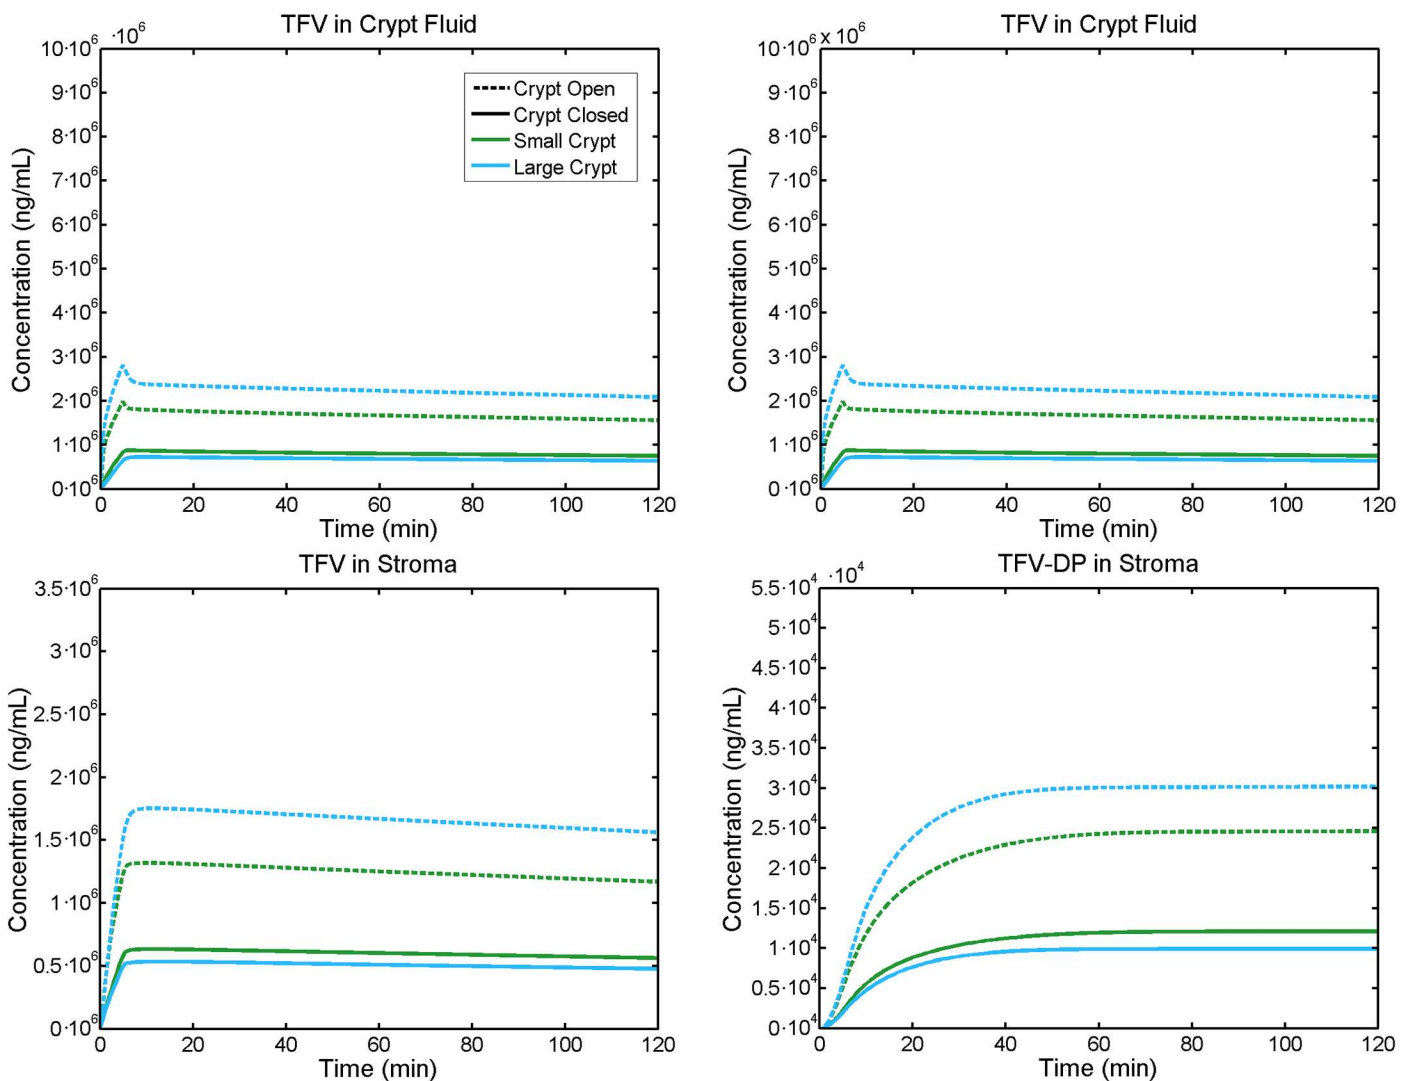 TFV in Crypt Fluid
10·10⁶ ·10⁶
9·10⁶
8·10⁶
7·10⁶
6·10⁶
5·10⁶
4·10⁶
3·10⁶
2·10⁶
1·10⁶
0·10⁶
Concentration (ng/mL)
Crypt Open
Crypt Closed
Small Crypt
Large Crypt
0 20 40 60 80 100 120
Time (min)
TFV in Crypt Fluid
10·10⁶ x 10⁶
9·10⁶
8·10⁶
7·10⁶
6·10⁶
5·10⁶
4·10⁶
3·10⁶
2·10⁶
1·10⁶
0·10⁶
Concentration (ng/mL)
0 20 40 60 80 100 120
Time (min)
TFV in Stroma
3.5·10⁶
3·10⁶
2.5·10⁶
2·10⁶
1.5·10⁶
1·10⁶
0.5·10⁶
0·10⁶
Concentration (ng/mL)
0 20 40 60 80 100 120
Time (min)
TFV-DP in Stroma
5.5·10⁴ ·10⁴
5·10⁴
4.5·10⁴
4·10⁴
3.5·10⁴
3·10⁴
2.5·10⁴
2·10⁴
1.5·10⁴
1·10⁴
0.5·10⁴
0·10⁴
Concentration (ng/mL)
0 20 40 60 80 100 120
Time (min)